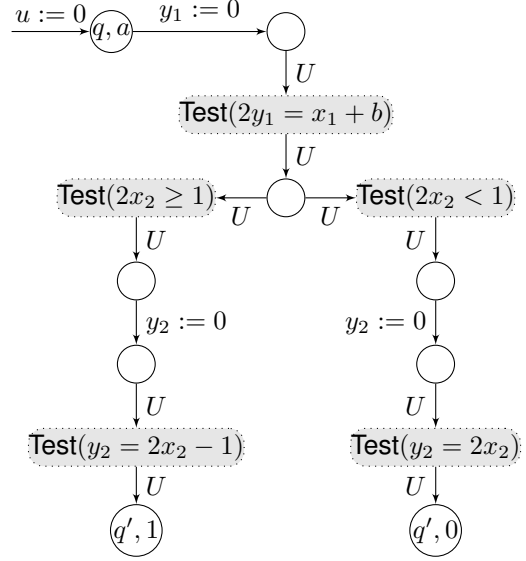 u := 0 q, a y₁ := 0
U
Test(2y₁ = x₁ + b)
U
Test(2x₂ ≥ 1) U U Test(2x₂ < 1)
U U
y₂ := 0 y₂ := 0
U U
Test(y₂ = 2x₂ − 1) Test(y₂ = 2x₂)
U U
q′, 1 q′, 0